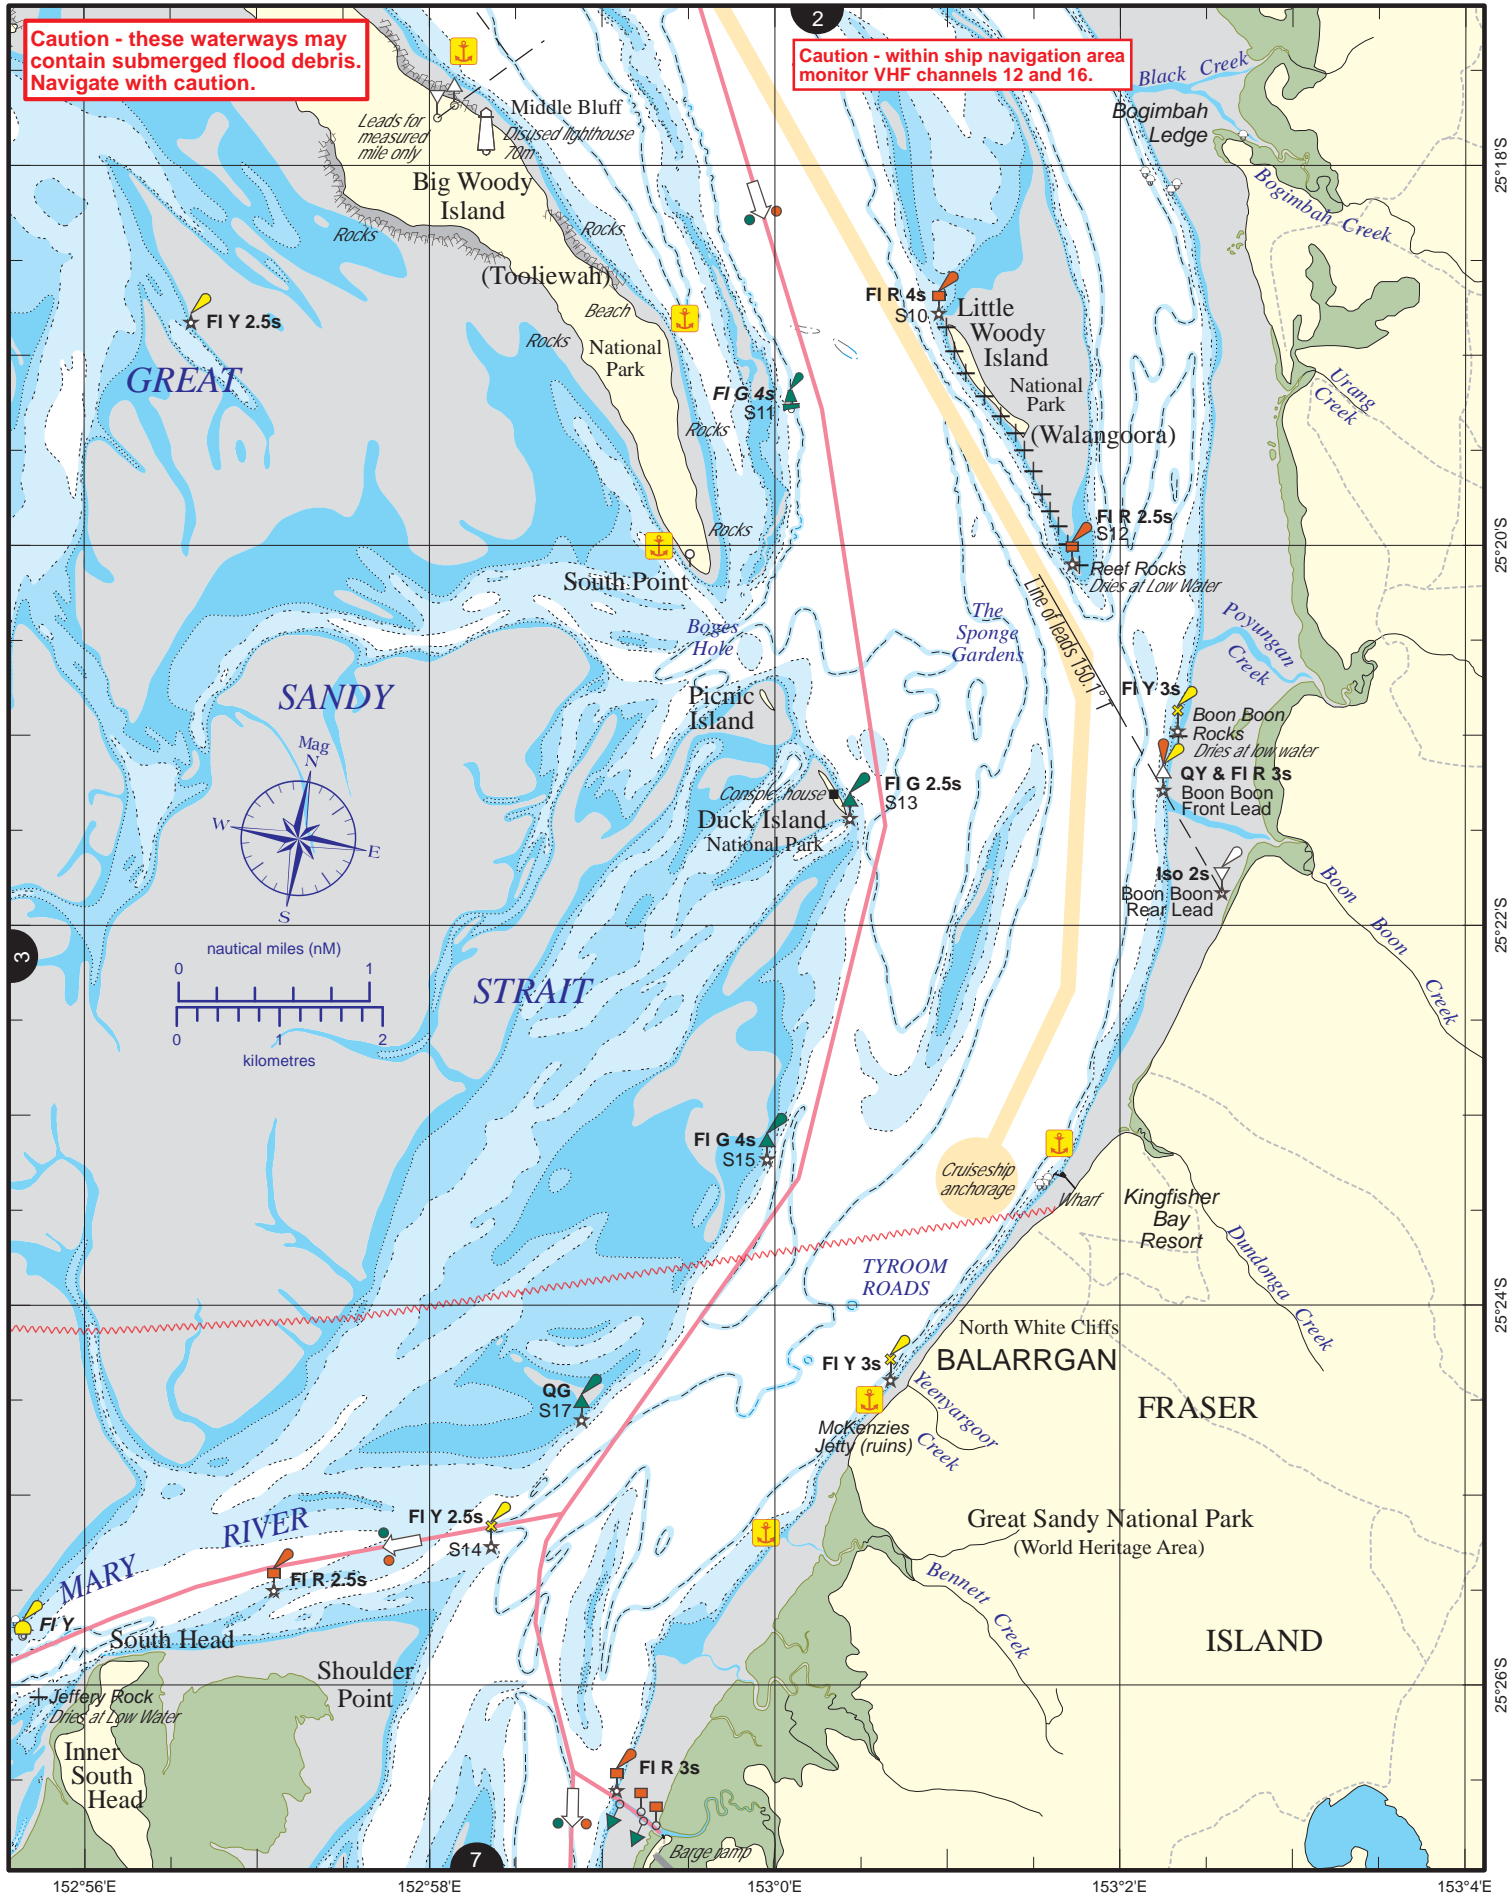 2
Caution - these waterways may
contain submerged flood debris.
Navigate with caution.
Caution - within ship navigation area
monitor VHF channels 12 and 16.
Black Creek
Bogimbah
Ledge
Bogimbah Creek
Leads for
measured
mile only
Middle Bluff
Disused lighthouse
70m
Big Woody
Island
Rocks
Rocks
(Tooliewah)
Beach
Rocks
National
Park
Rocks
Rocks
Fl Y 2.5s
GREAT
Fl R 4s
S10
Little
Woody
Island
National
Park
(Walangoora)
Fl G 4s
S11
Urang
Creek
Fl R 2.5s
S12
Reef Rocks
Dries at Low Water
South Point
Boges
Hole
The
Sponge
Gardens
Line of leads 150.1° T
Poyungan
Creek
SANDY
Picnic
Island
Fl Y 3s
Boon Boon
Rocks
Dries at low water
QY & Fl R 3s
Boon Boon
Front Lead
Mag
N
W
E
S
Conspic. house
Fl G 2.5s
S13
Duck Island
National Park
Iso 2s
Boon Boon
Rear Lead
Boon
Boon
Creek
3
nautical miles (nM)
0
1
0
1
2
kilometres
STRAIT
Fl G 4s
S15
Cruiseship
anchorage
Wharf
Kingfisher
Bay
Resort
Dundonga
Creek
TYROOM
ROADS
North White Cliffs
BALARRGAN
Fl Y 3s
Yeenyargoor
Creek
McKenzies
Jetty (ruins)
QG
S17
FRASER
Fl Y 2.5s
S14
MARY
RIVER
Fl R 2.5s
Fl Y
Great Sandy National Park
(World Heritage Area)
Bennett
Creek
ISLAND
South Head
Shoulder
Point
Jeffery Rock
Dries at Low Water
Inner
South
Head
Fl R 3s
Barge ramp
7
25°18'S
25°20'S
25°22'S
25°24'S
25°26'S
152°56'E
152°58'E
153°0'E
153°2'E
153°4'E